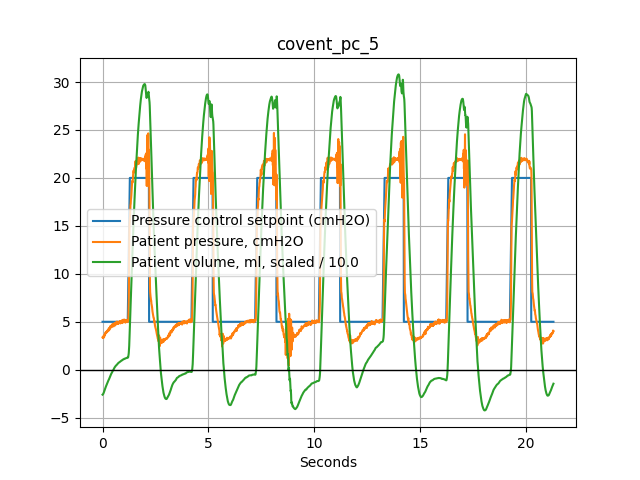 covent_pc_5
30
25
20
15
10
5
0
−5
Pressure control setpoint (cmH2O)
Patient pressure, cmH2O
Patient volume, ml, scaled / 10.0
0 5 10 15 20
Seconds